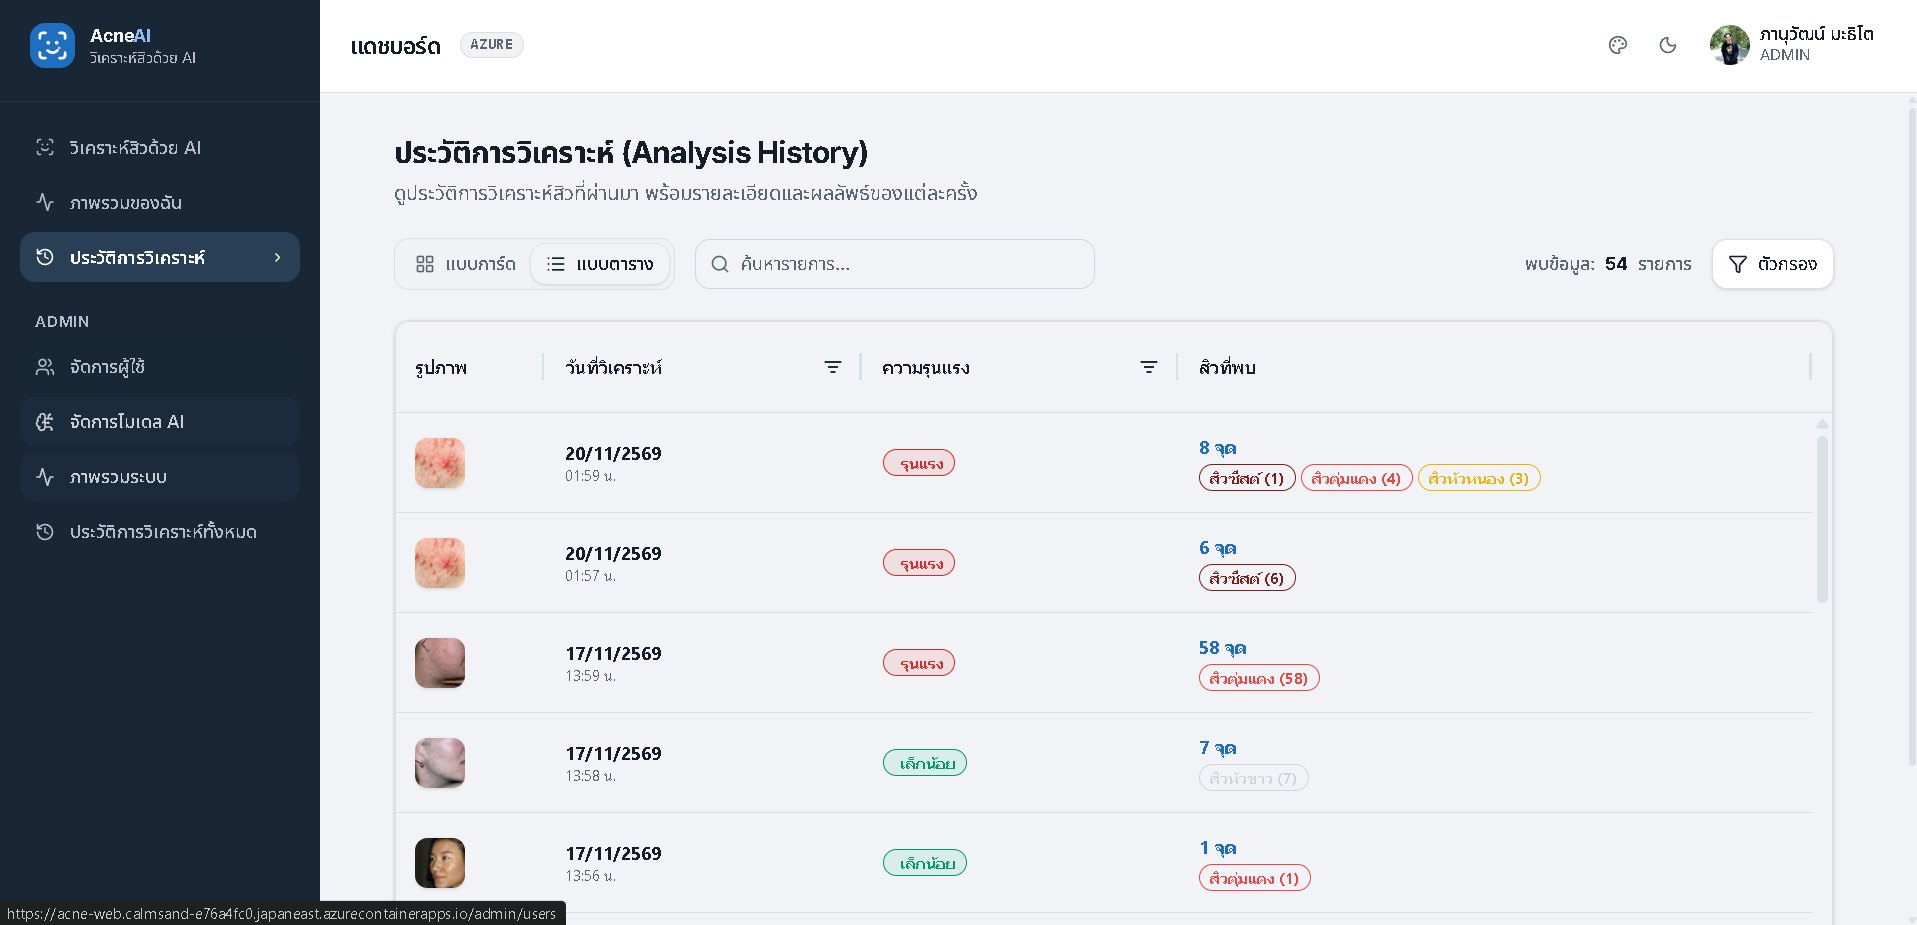 AcneAI
วิเคราะห์สิวด้วย AI
แดชบอร์ด
AZURE
ภานุวัฒน์ มะธิโต
ADMIN
วิเคราะห์สิวด้วย AI
ภาพรวมของฉัน
ประวัติการวิเคราะห์
ADMIN
จัดการผู้ใช้
จัดการโมเดล AI
ภาพรวมระบบ
ประวัติการวิเคราะห์ทั้งหมด
ประวัติการวิเคราะห์ (Analysis History)
ดูประวัติการวิเคราะห์สิวที่ผ่านมา พร้อมรายละเอียดและผลลัพธ์ของแต่ละครั้ง
แบบการ์ด
แบบตาราง
ค้นหารายการ...
พบข้อมูล: 54 รายการ
ตัวกรอง
รูปภาพ วันที่วิเคราะห์ ความรุนแรง สิวที่พบ
20/11/2569
01:59 น.
รุนแรง
8 จุด
สิวซีสต์ (1) สิวตุ่มแดง (4) สิวหัวหนอง (3)
20/11/2569
01:57 น.
รุนแรง
6 จุด
สิวซีสต์ (6)
17/11/2569
13:59 น.
รุนแรง
58 จุด
สิวตุ่มแดง (58)
17/11/2569
13:58 น.
เล็กน้อย
7 จุด
สิวหัวขาว (7)
17/11/2569
13:56 น.
เล็กน้อย
1 จุด
สิวตุ่มแดง (1)
https://acne-web.calmsand-e76a4fc0.japaneast.azurecontainerapps.io/admin/users